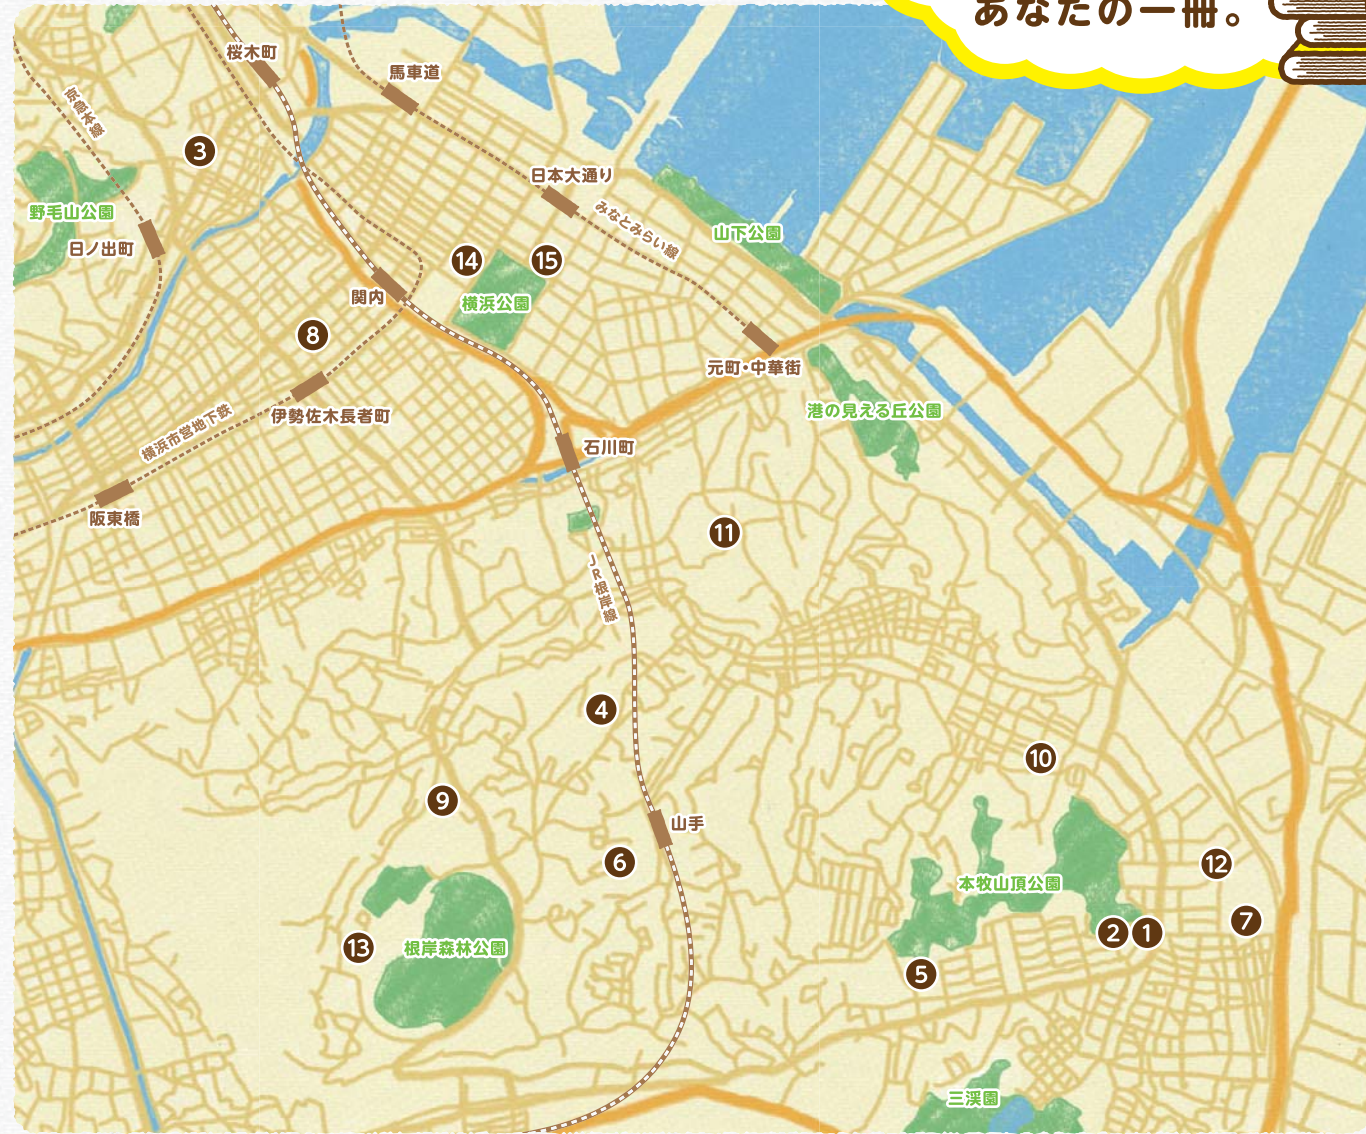 あなたの一冊。
桜木町
馬車道
京急本線
3
日本大通り
野毛山公園
みなとみらい線
山下公園
日ノ出町
14
15
関内
横浜公園
8
元町・中華街
伊勢佐木長者町
港の見える丘公園
横浜市営地下鉄
石川町
阪東橋
11
JR根岸線
4
10
9
山手
6
12
本牧山頂公園
7
2
1
13
根岸森林公園
5
三溪園